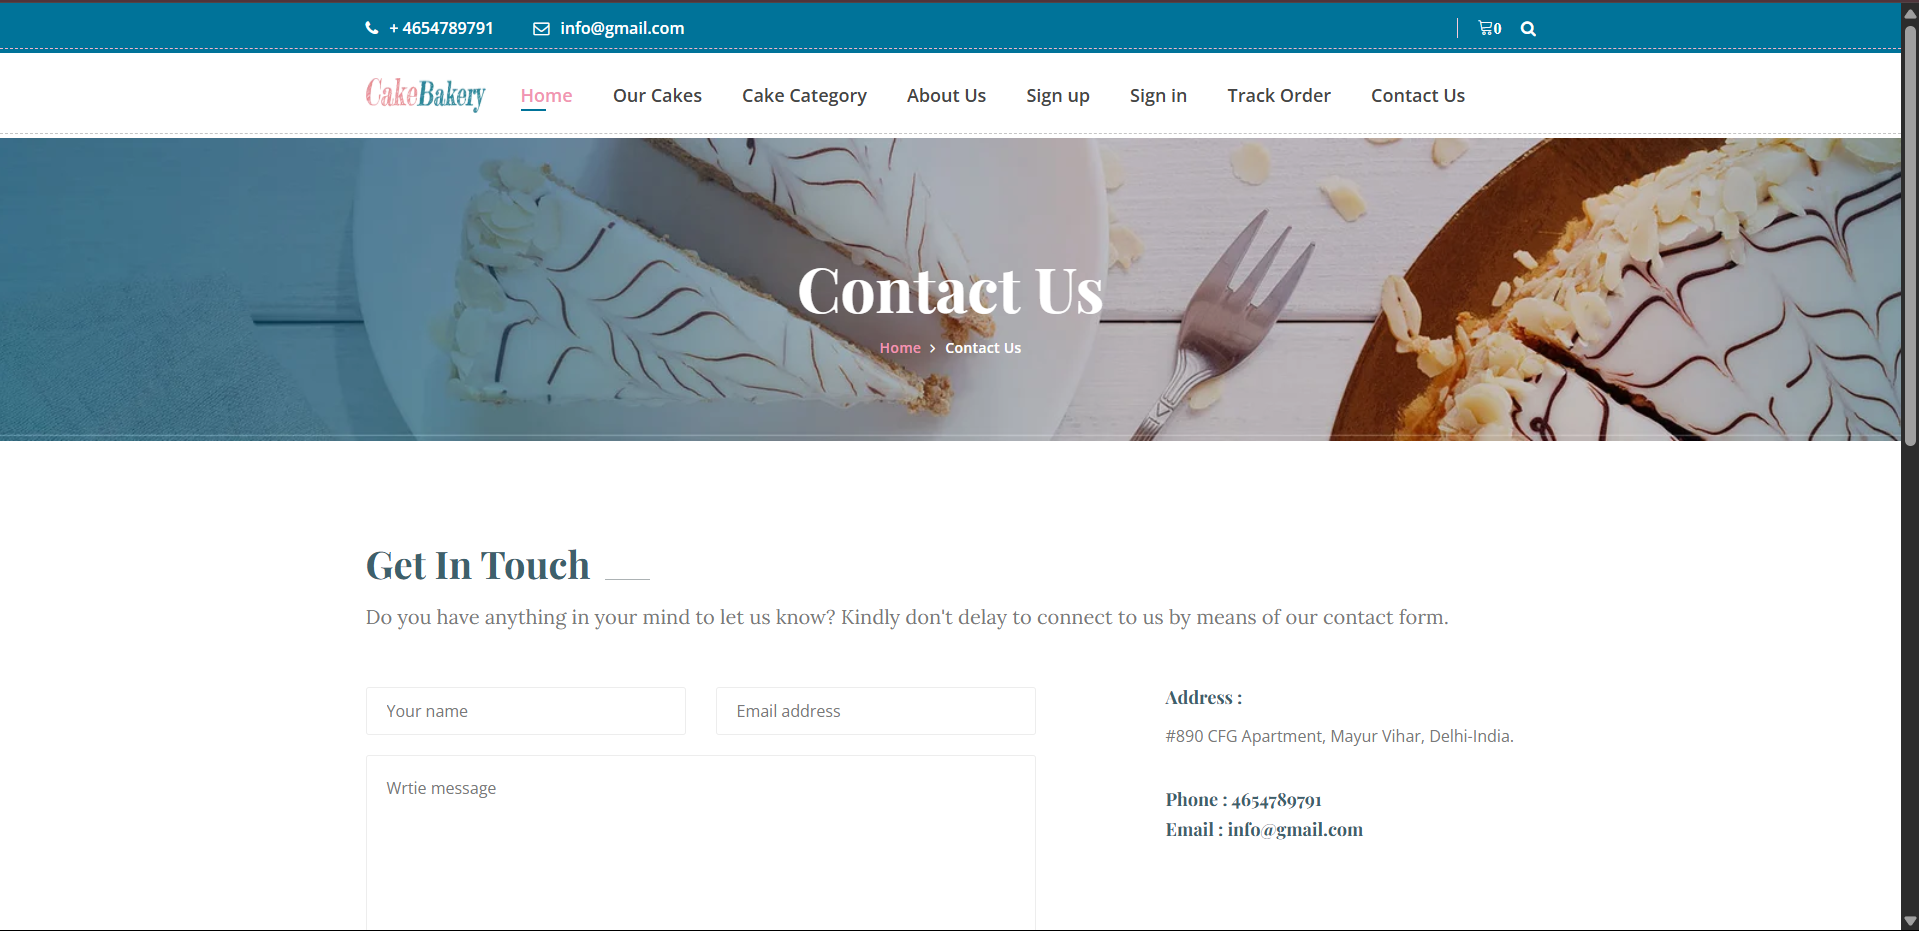 + 4654789791 info@gmail.com 0
CakeBakery Home Our Cakes Cake Category About Us Sign up Sign in Track Order Contact Us
Contact Us
Home > Contact Us
Get In Touch
Do you have anything in your mind to let us know? Kindly don't delay to connect to us by means of our contact form.
Your name Email address
Wrtie message
Address :
#890 CFG Apartment, Mayur Vihar, Delhi-India.
Phone : 4654789791
Email : info@gmail.com